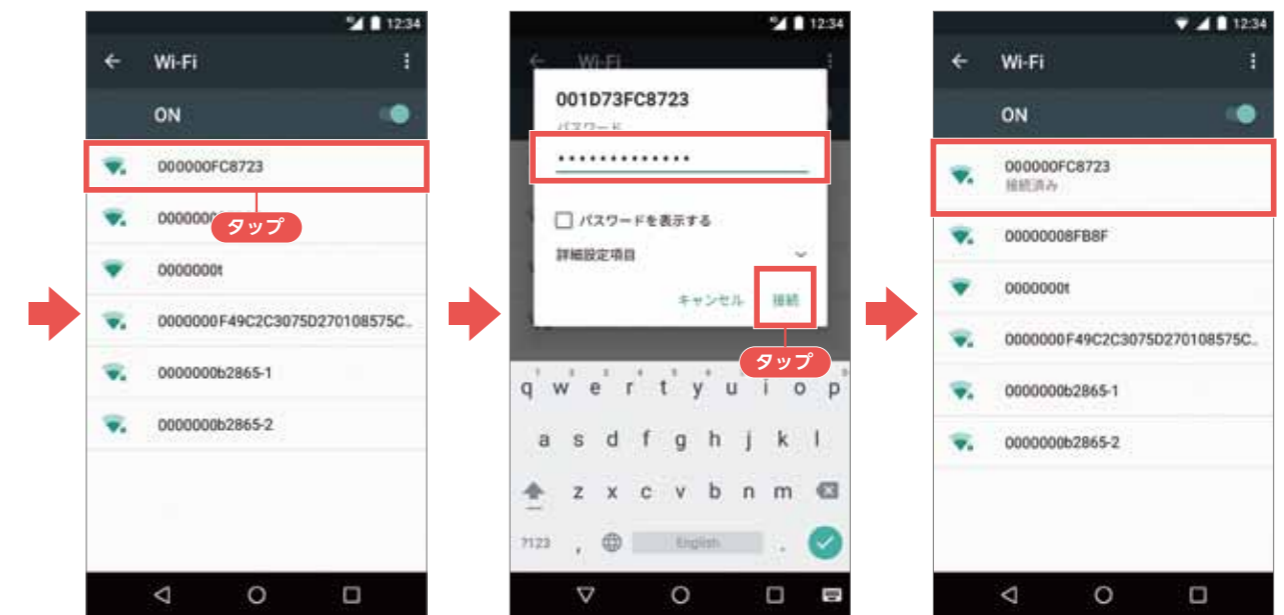 12:34
Wi-Fi
ON
000000FC8723
000000
タップ
0000000t
0000000F49C2C3075D270108575C..
0000000b2865-1
0000000b2865-2
12:34
Wi-Fi
001D73FC8723
パスワード
•••••••••••••
パスワードを表示する
詳細設定項目
キャンセル 接続
タップ
q w e r t y u i o p
a s d f g h j k l
z x c v b n m
?123 , English .
12:34
Wi-Fi
ON
000000FC8723
接続済み
00000008FB8F
0000000t
0000000F49C2C3075D270108575C..
0000000b2865-1
0000000b2865-2